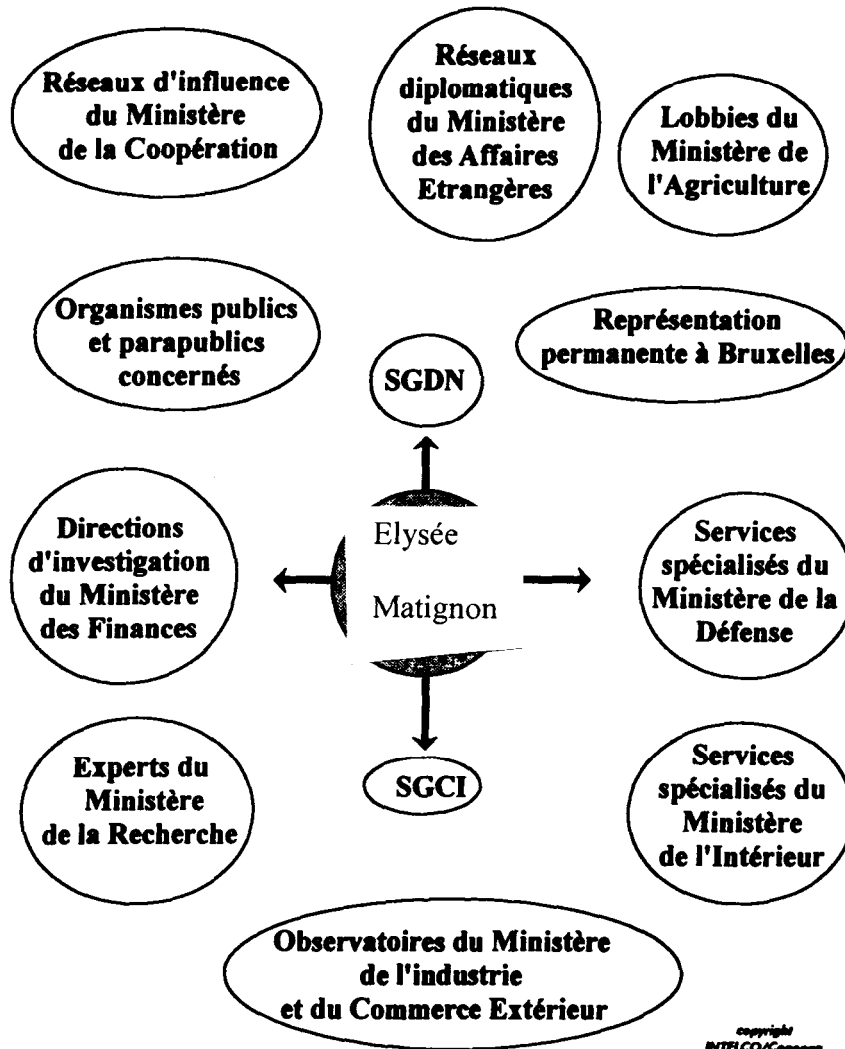 Réseaux d'influence
du Ministère
de la Coopération
Réseaux
diplomatiques
du Ministère
des Affaires
Etrangères
Lobbies du
Ministère de
l'Agriculture
Organismes publics
et parapublics
concernés
SGDN
Représentation
permanente à Bruxelles
Directions
d'investigation
du Ministère
des Finances
Elysée
Matignon
Services
spécialisés du
Ministère de la
Défense
Experts du
Ministère
de la Recherche
SGCI
Services
spécialisés du
Ministère
de l'Intérieur
Observatoires du Ministère
de l'industrie
et du Commerce Extérieur
copyright